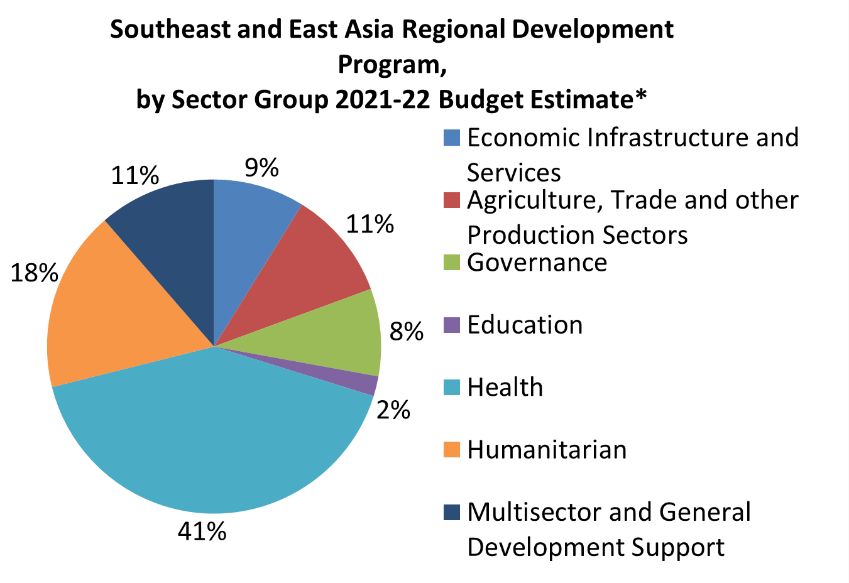 Southeast and East Asia Regional Development
Program,
by Sector Group 2021-22 Budget Estimate*
Economic Infrastructure and
Services
Agriculture, Trade and other
Production Sectors
Governance
Education
Health
Humanitarian
Multisector and General
Development Support
9%
11%
8%
2%
41%
18%
11%